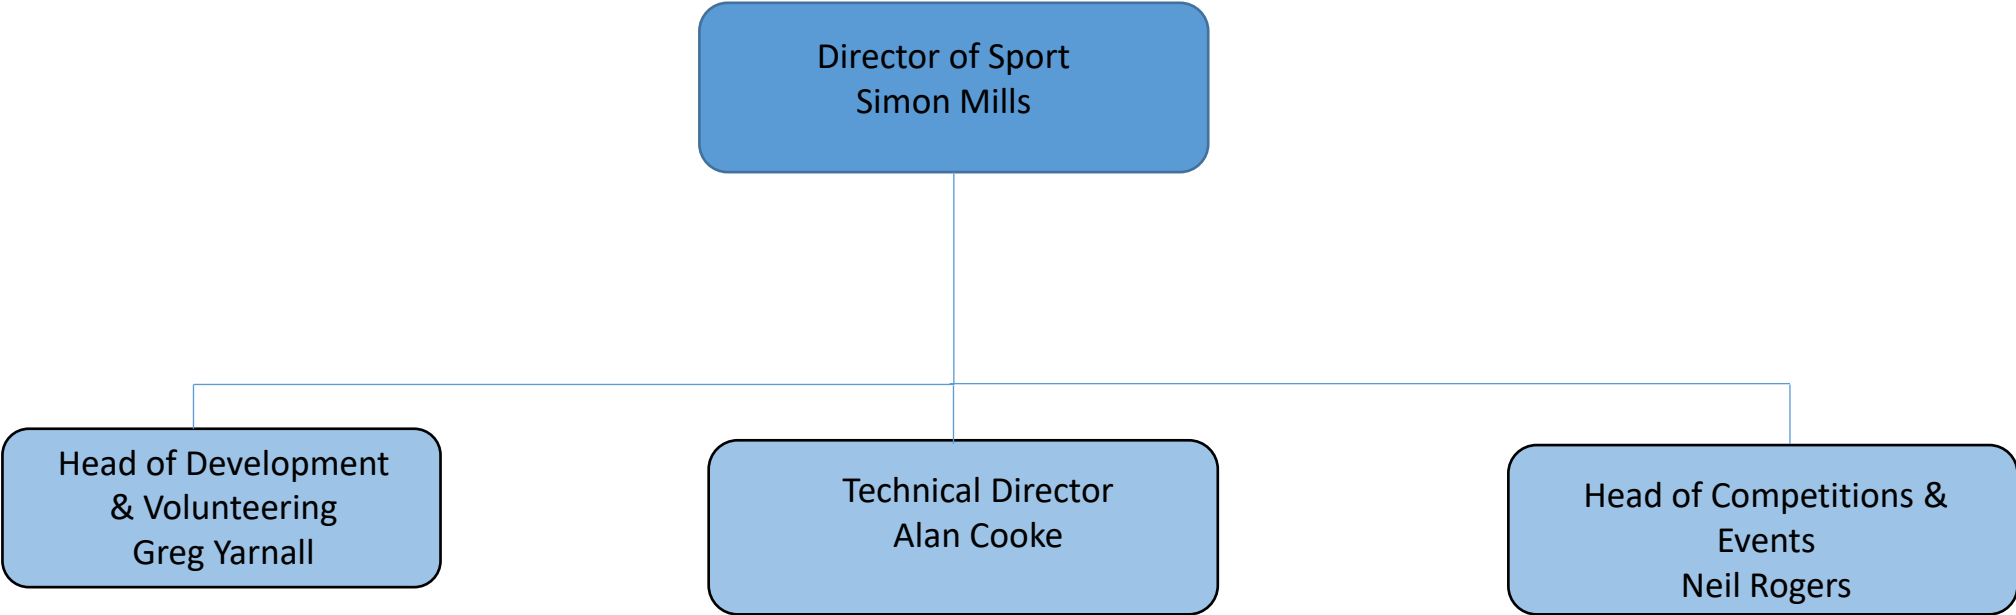 Director of Sport
Simon Mills
Head of Development
& Volunteering
Greg Yarnall
Technical Director
Alan Cooke
Head of Competitions &
Events
Neil Rogers